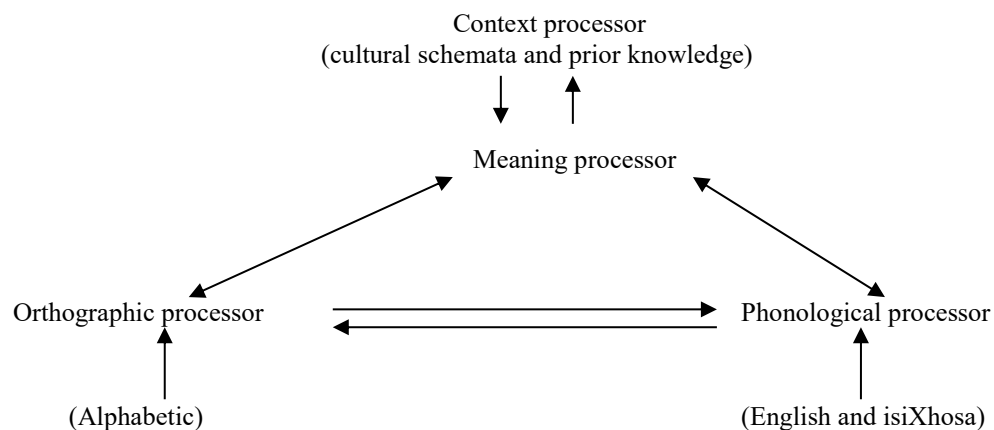 Context processor
(cultural schemata and prior knowledge)
Meaning processor
Orthographic processor
Phonological processor
(Alphabetic)
(English and isiXhosa)